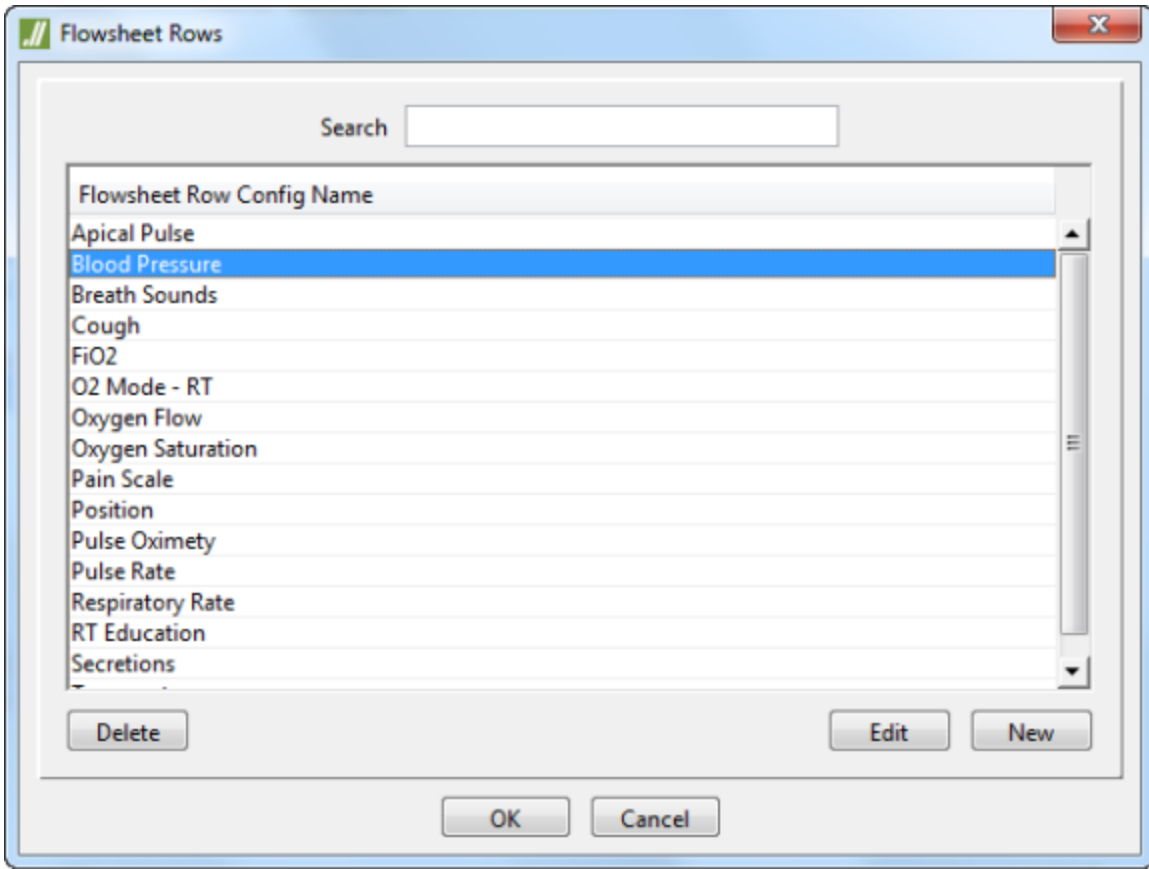 Flowsheet Rows
Search
Flowsheet Row Config Name
Apical Pulse
Blood Pressure
Breath Sounds
Cough
FiO2
O2 Mode - RT
Oxygen Flow
Oxygen Saturation
Pain Scale
Position
Pulse Oximety
Pulse Rate
Respiratory Rate
RT Education
Secretions
Delete
Edit
New
OK
Cancel